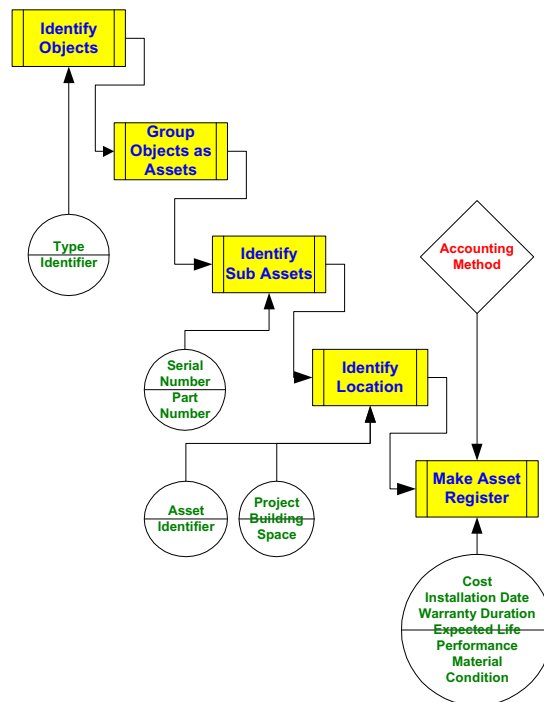 Identify
Objects
Group
Objects as
Assets
Type
Identifier
Identify
Sub Assets
Accounting
Method
Serial
Number
Part
Number
Identify
Location
Make Asset
Register
Asset
Identifier
Project
Building
Space
Cost
Installation Date
Warranty Duration
Expected Life
Performance
Material
Condition